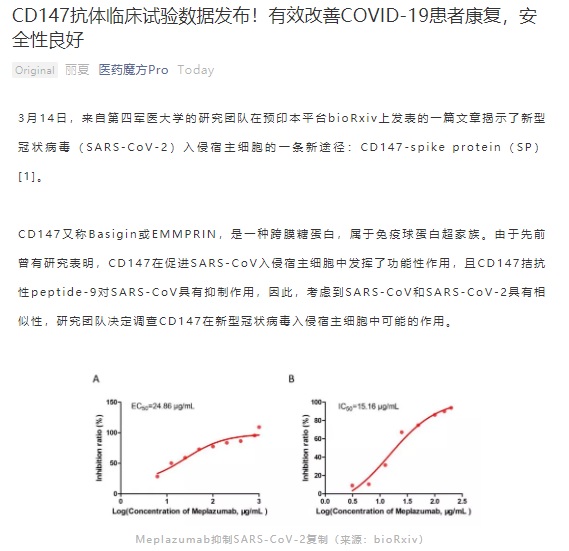 CD147抗体临床试验数据发布！有效改善COVID-19患者康复，安
全性良好
Original 丽夏 医药魔方Pro Today
3月14日，来自第四军医大学的研究团队在预印本平台bioRxiv上发表的一篇文章揭示了新型
冠状病毒（SARS-CoV-2）入侵宿主细胞的一条新途径：CD147-spike protein（SP）
[1]。
CD147又称Basigin或EMMPRIN，是一种跨膜糖蛋白，属于免疫球蛋白超家族。由于先前
曾有研究表明，CD147在促进SARS-CoV入侵宿主细胞中发挥了功能性作用，且CD147拮抗
性peptide-9对SARS-CoV具有抑制作用，因此，考虑到SARS-CoV和SARS-CoV-2具有相
似性，研究团队决定调查CD147在新型冠状病毒入侵宿主细胞中可能的作用。
A
EC50=24.86 μg/mL
Inhibition ratio (%)
150
100
50
0
0 1 2 3
Log(Concentration of Meplazumab, μg/mL )
B
IC50=15.16 μg/mL
Inhibition ratio (%)
100
80
60
40
20
0
0.0 0.5 1.0 1.5 2.0 2.5
Log(Concentration of Meplazumab, μg/mL )
Meplazumab抑制SARS-CoV-2复制（来源：bioRxiv）